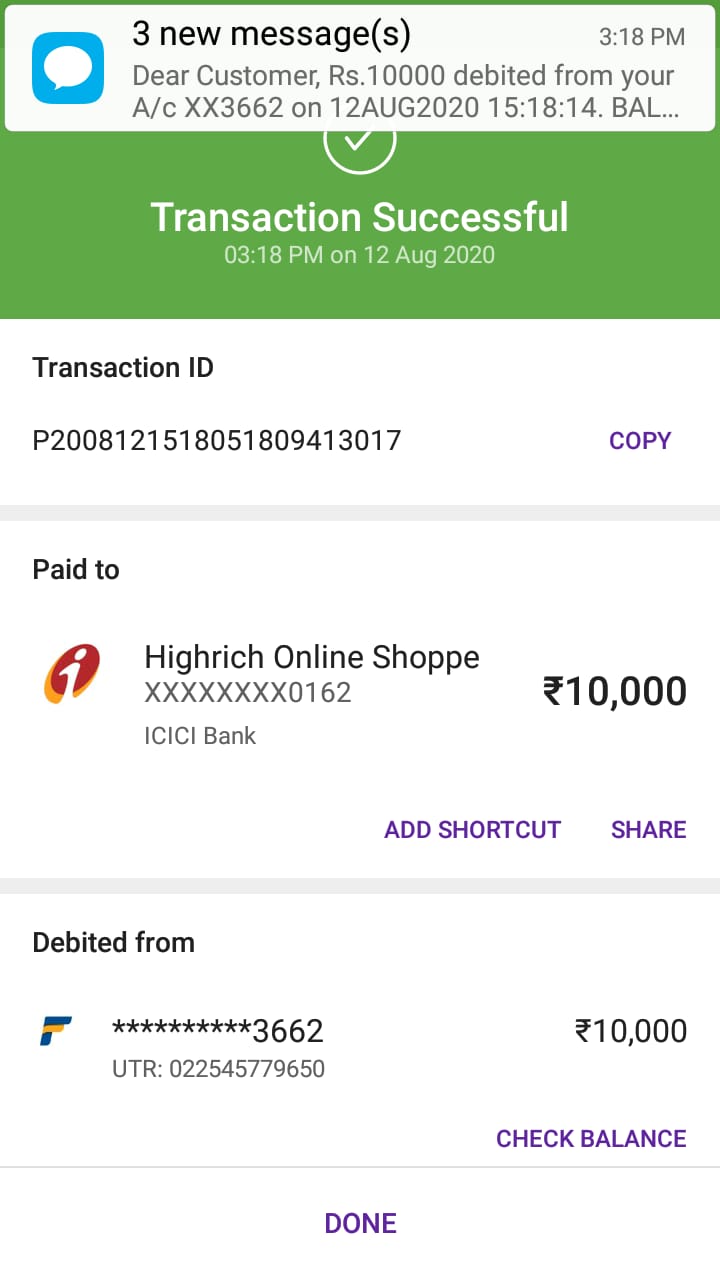 3 new message(s)
3:18 PM
Dear Customer, Rs.10000 debited from your
A/c XX3662 on 12AUG2020 15:18:14. BAL...
Transaction Successful
03:18 PM on 12 Aug 2020
Transaction ID
P2008121518051809413017
COPY
Paid to
Highrich Online Shoppe
XXXXXXXX0162
₹10,000
ICICI Bank
ADD SHORTCUT
SHARE
Debited from
**********3662
₹10,000
UTR: 022545779650
CHECK BALANCE
DONE